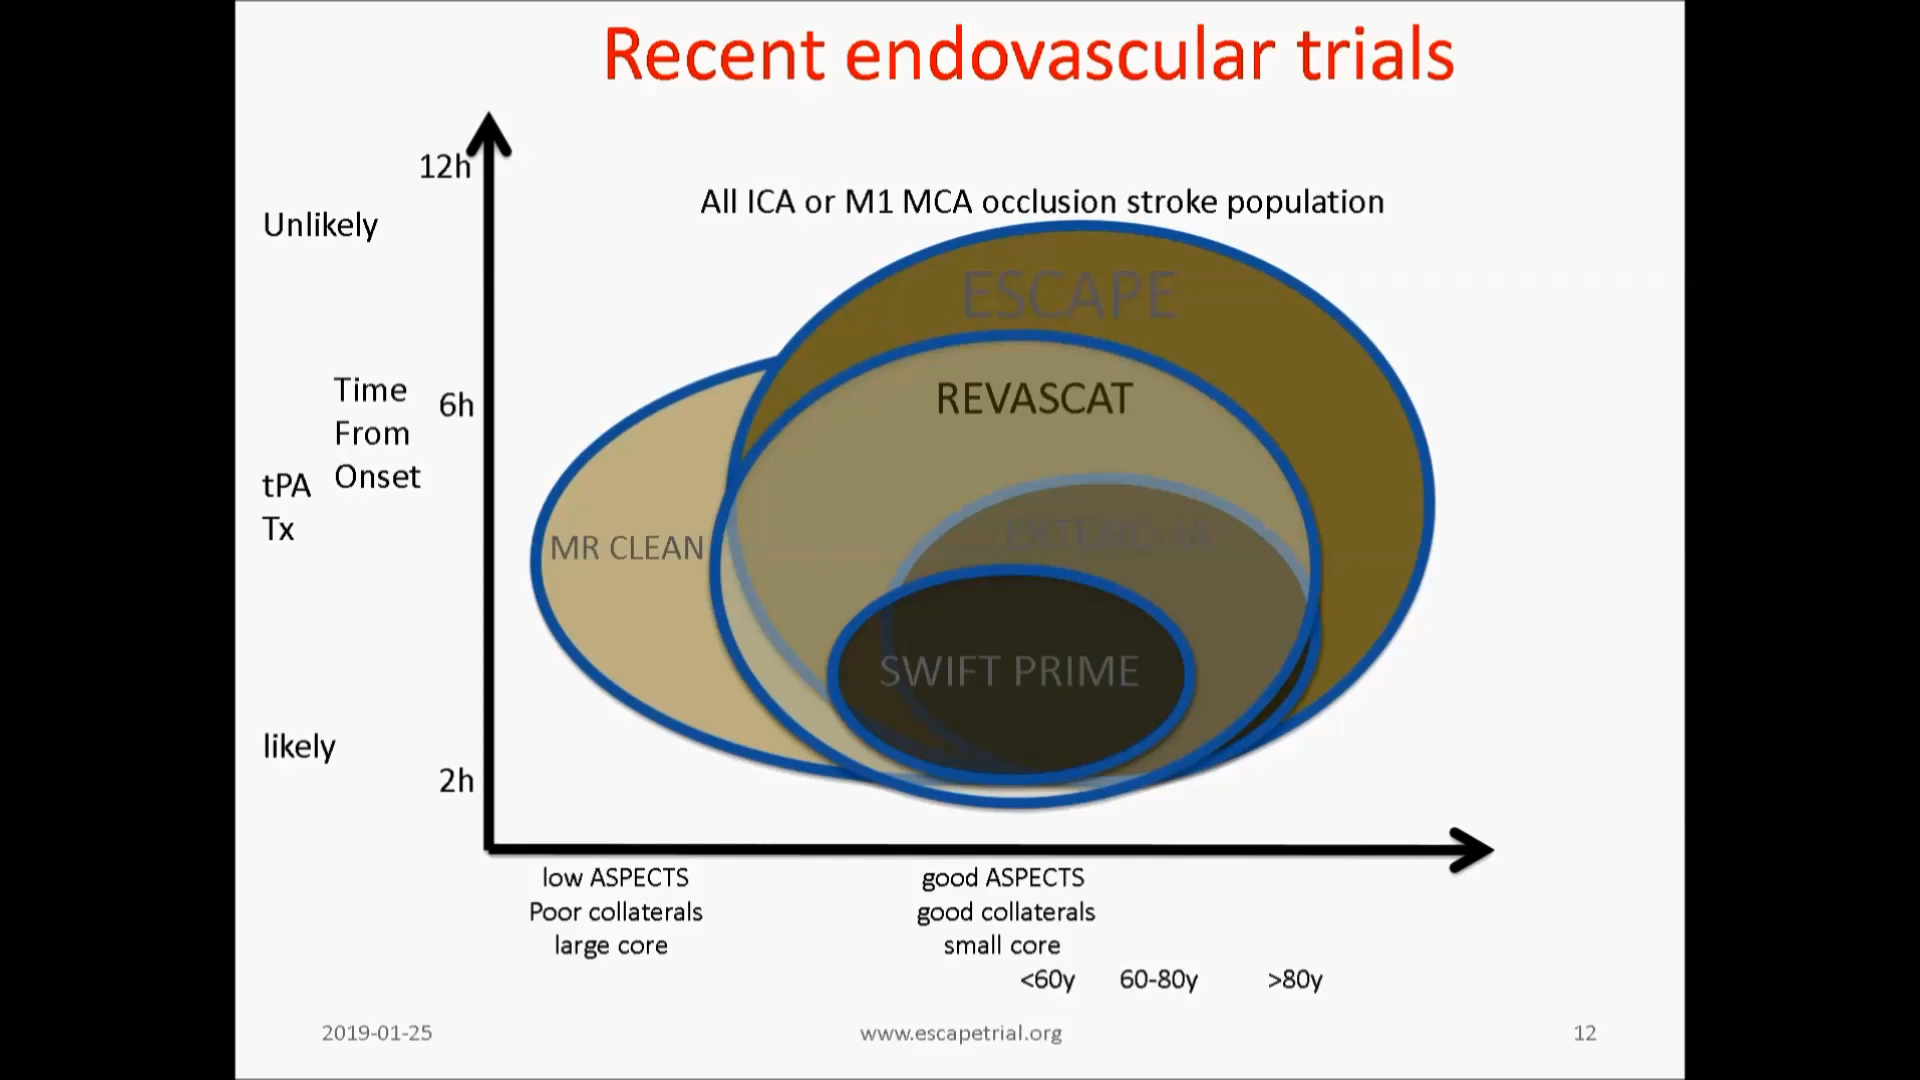 Recent endovascular trials
12h
Unlikely
All ICA or M1 MCA occlusion stroke population
ESCAPE
Time
From
Onset
6h
REVASCAT
tPA
Tx
MR CLEAN
SWIFT PRIME
likely
2h
low ASPECTS
Poor collaterals
large core
good ASPECTS
good collaterals
small core
<60y 60-80y >80y
2019-01-25
www.escapetrial.org
12